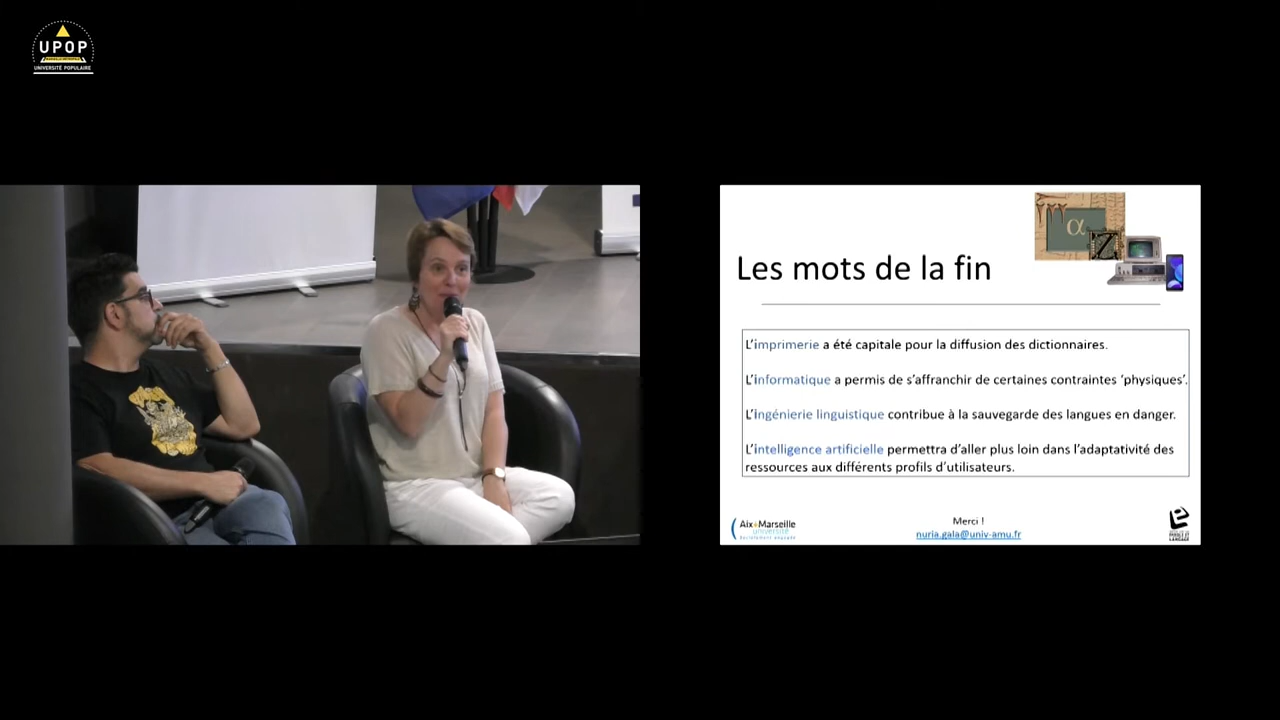 UPOP
UNIVERSITÉ POPULAIRE
α
Z
Les mots de la fin
L'imprimerie a été capitale pour la diffusion des dictionnaires.
L'informatique a permis de s'affranchir de certaines contraintes 'physiques'.
L'ingénierie linguistique contribue à la sauvegarde des langues en danger.
L'intelligence artificielle permettra d'aller plus loin dans l'adaptativité des
ressources aux différents profils d'utilisateurs.
Aix Marseille
université
Socialement engagée
Merci !
nuria.gala@univ-amu.fr